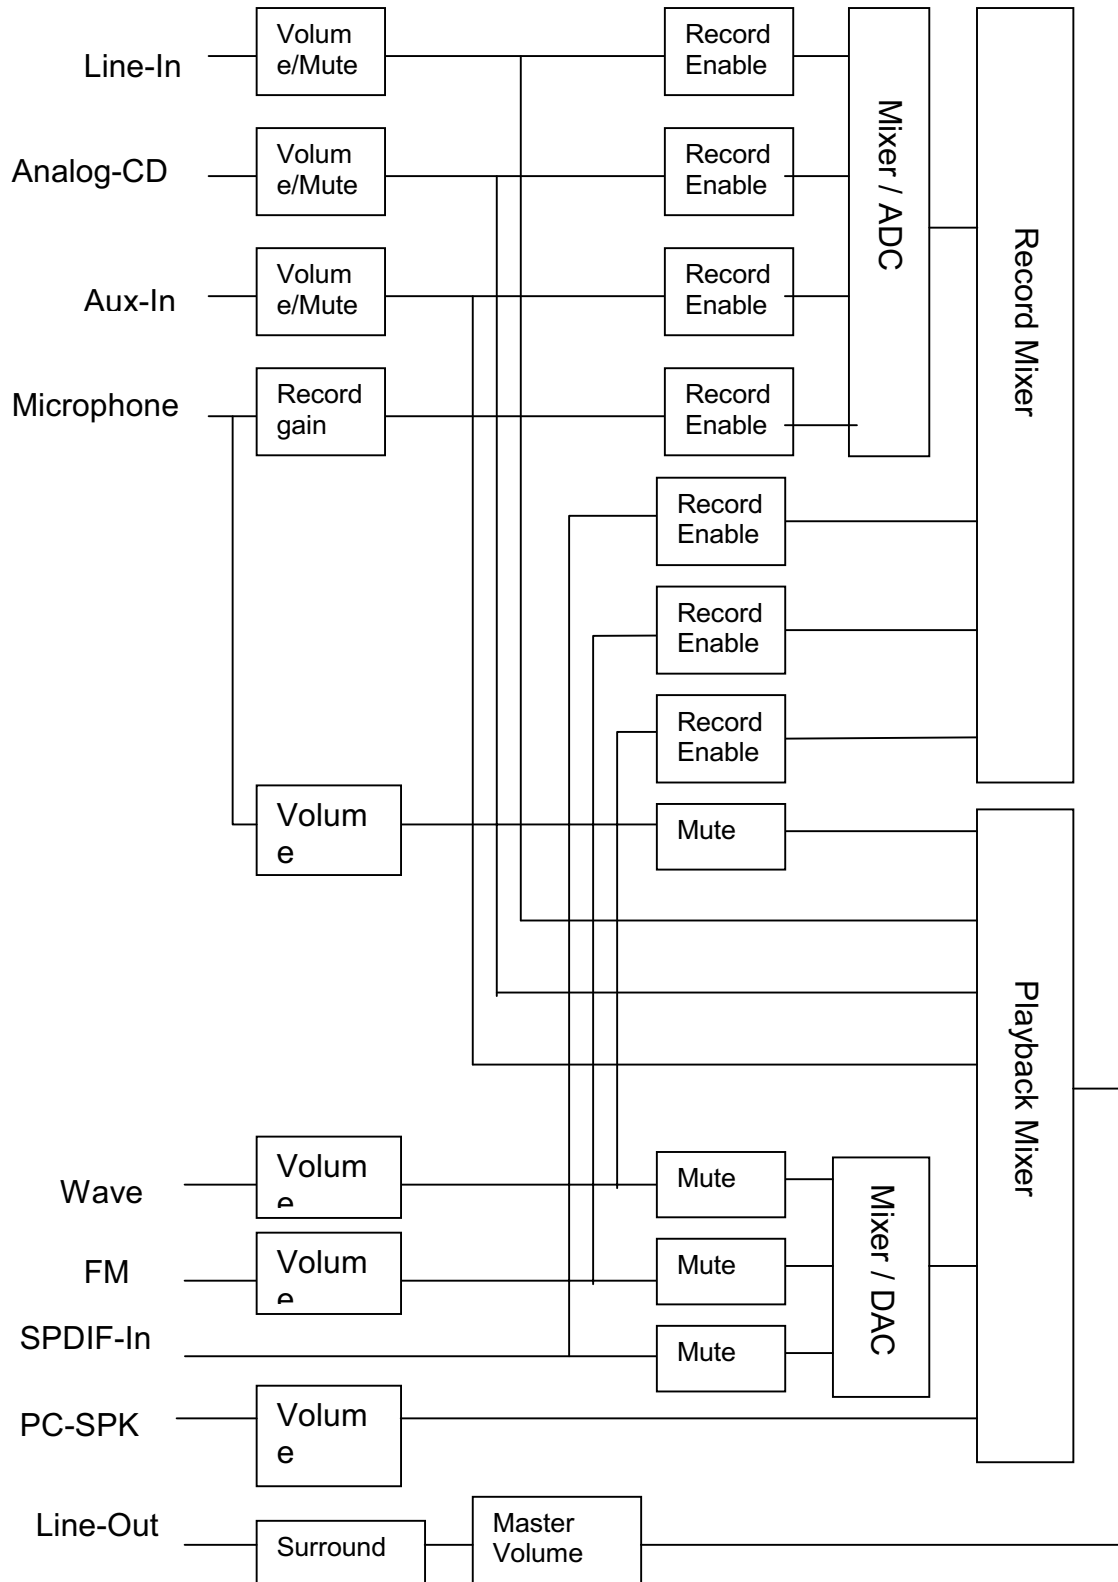 Line-In
Volum
e/Mute
Record
Enable
Mixer / ADC
Record Mixer
Analog-CD
Volum
e/Mute
Record
Enable
Aux-In
Volum
e/Mute
Record
Enable
Microphone
Record
gain
Record
Enable
Record
Enable
Record
Enable
Record
Enable
Volum
e
Mute
Playback Mixer
Wave
Volum
e
Mute
Mixer / DAC
FM
Volum
e
Mute
SPDIF-In
Mute
PC-SPK
Volum
e
Line-Out
Surround
Master
Volume